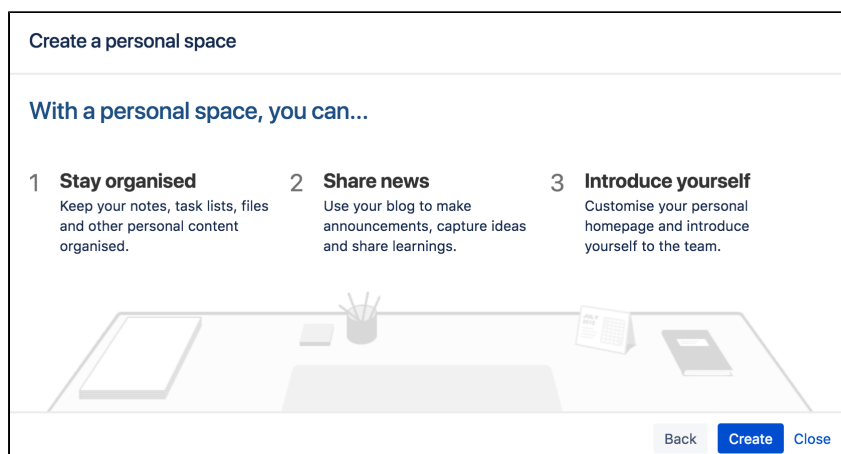 Create a personal space
With a personal space, you can...
1 Stay organised
Keep your notes, task lists, files
and other personal content
organised.
2 Share news
Use your blog to make
announcements, capture ideas
and share learnings.
3 Introduce yourself
Customise your personal
homepage and introduce
yourself to the team.
JULY
Back Create Close